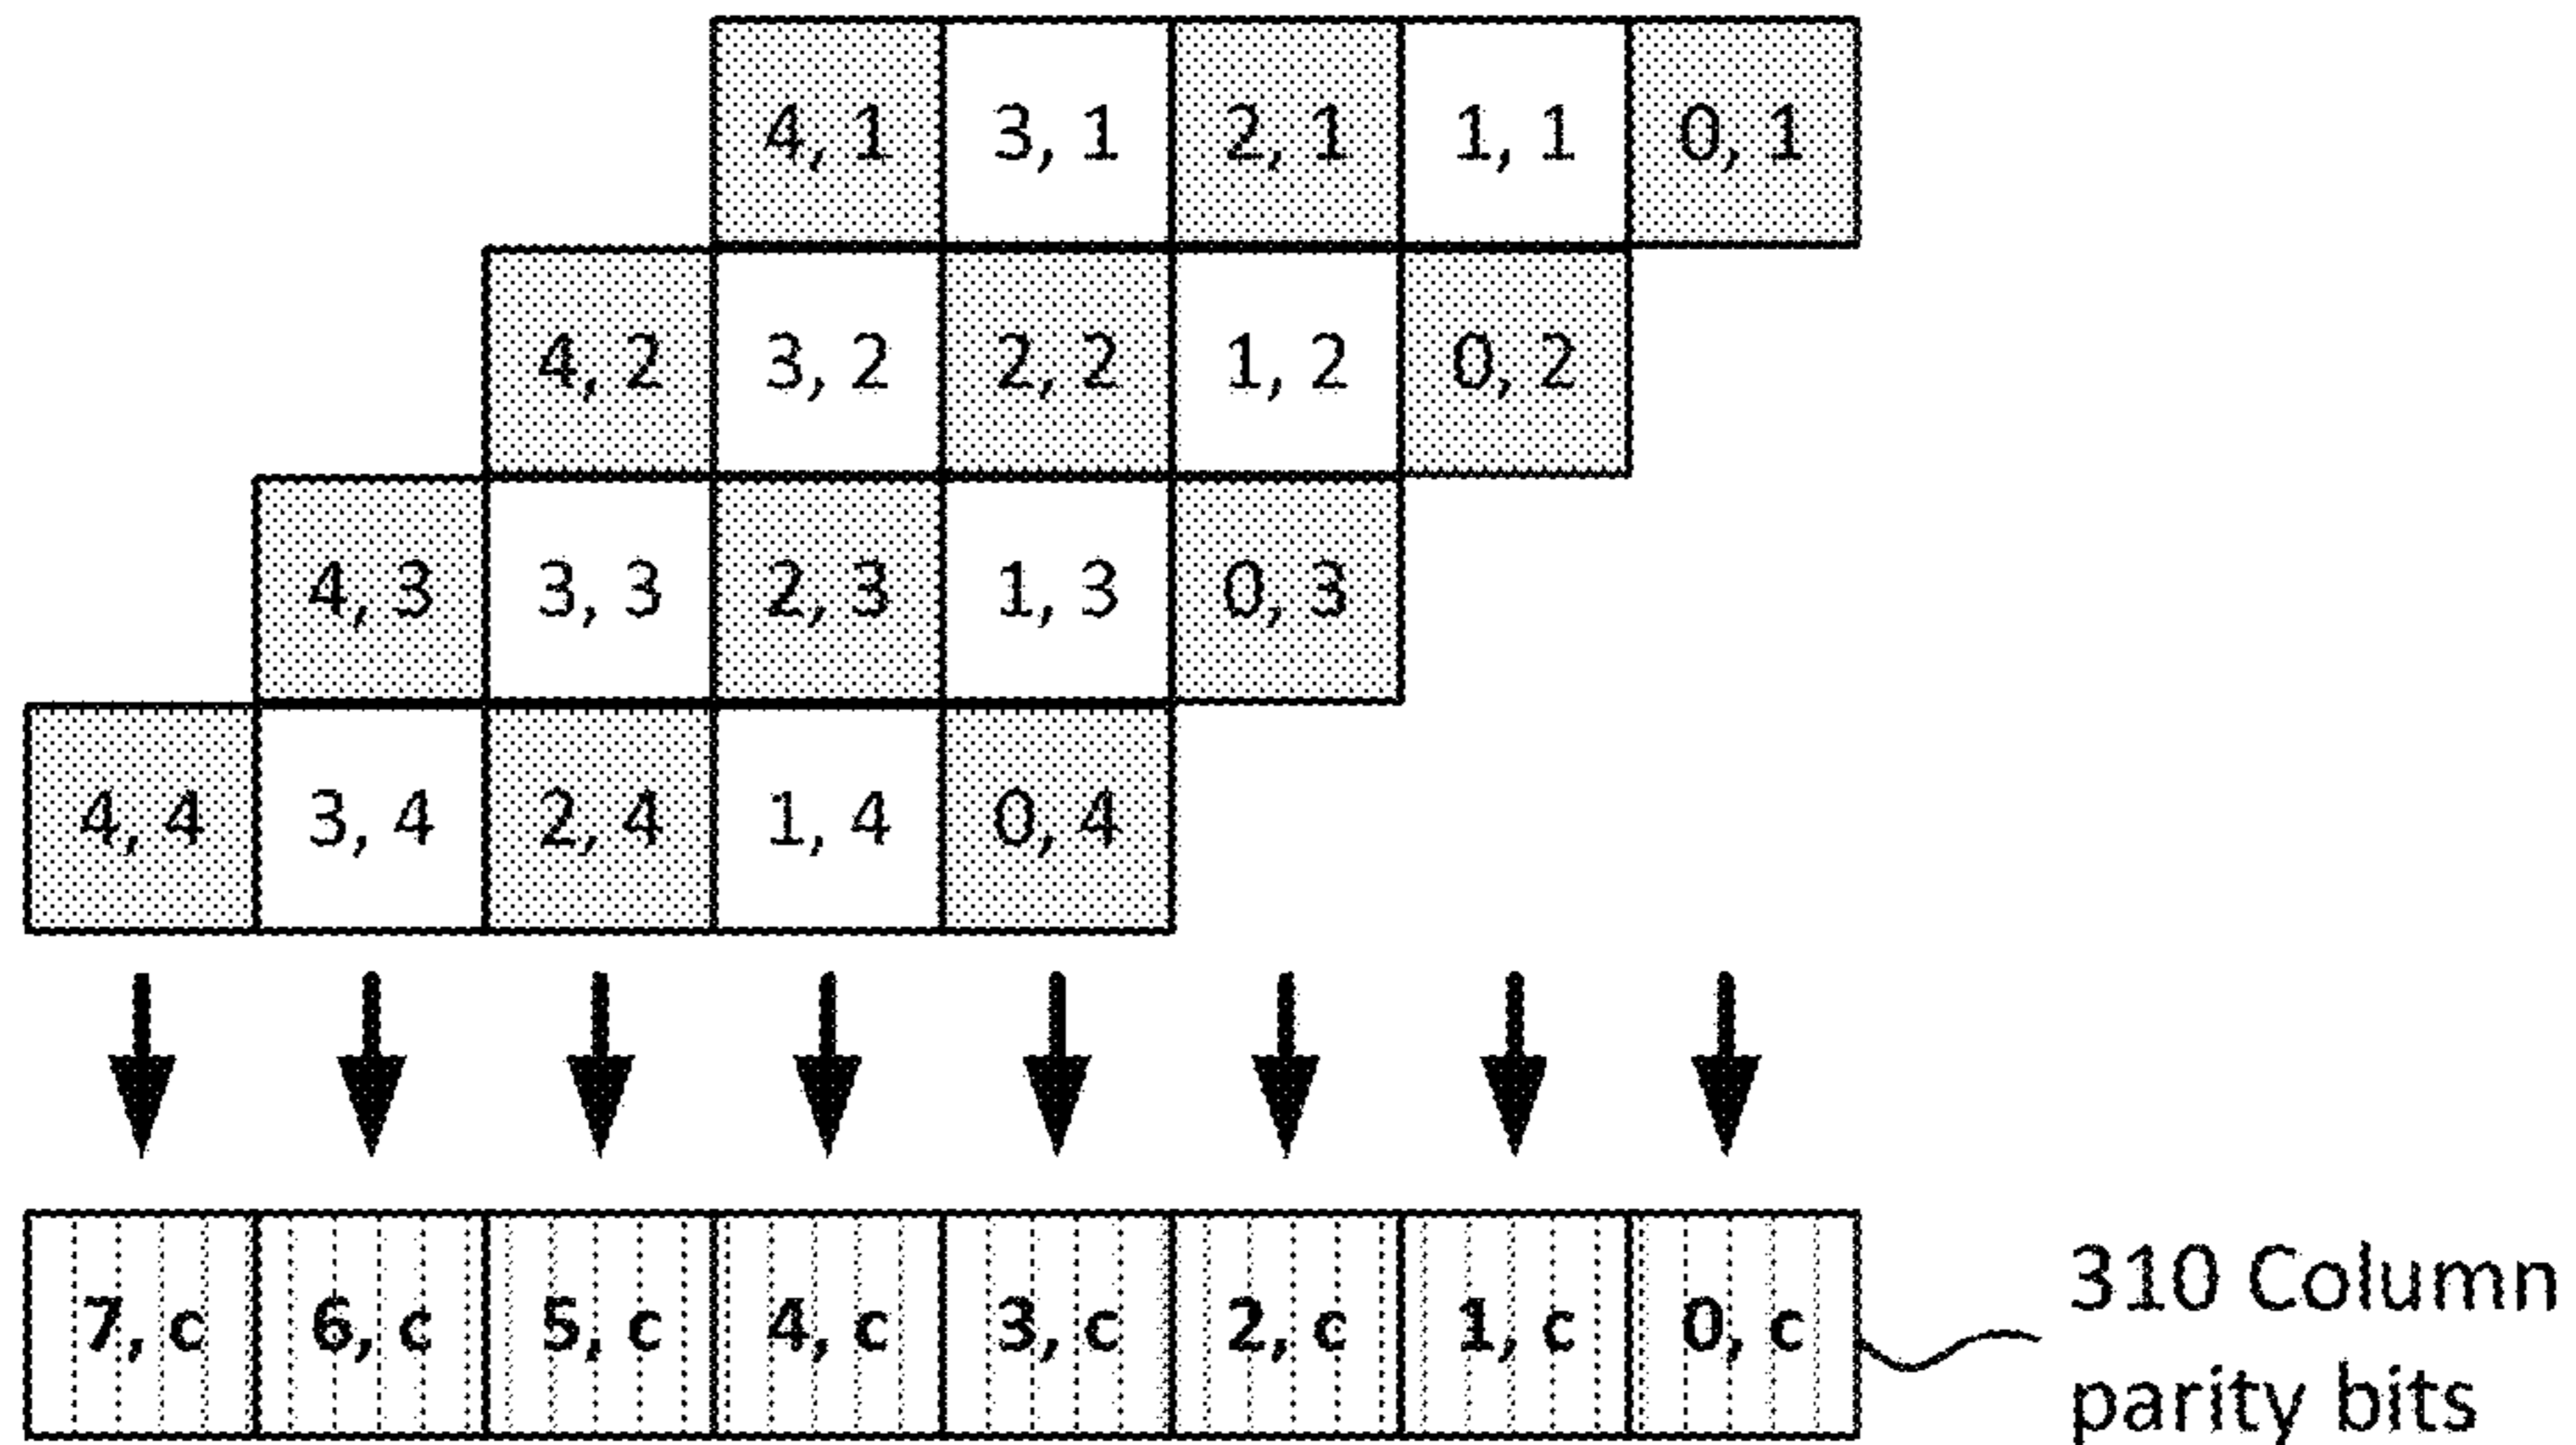 4, 1 3, 1 2, 1 1, 1 0, 1
4, 2 3, 2 2, 2 1, 2 0, 2
4, 3 3, 3 2, 3 1, 3 0, 3
4, 4 3, 4 2, 4 1, 4 0, 4
7, c 6, c 5, c 4, c 3, c 2, c 1, c 0, c
310 Column
parity bits